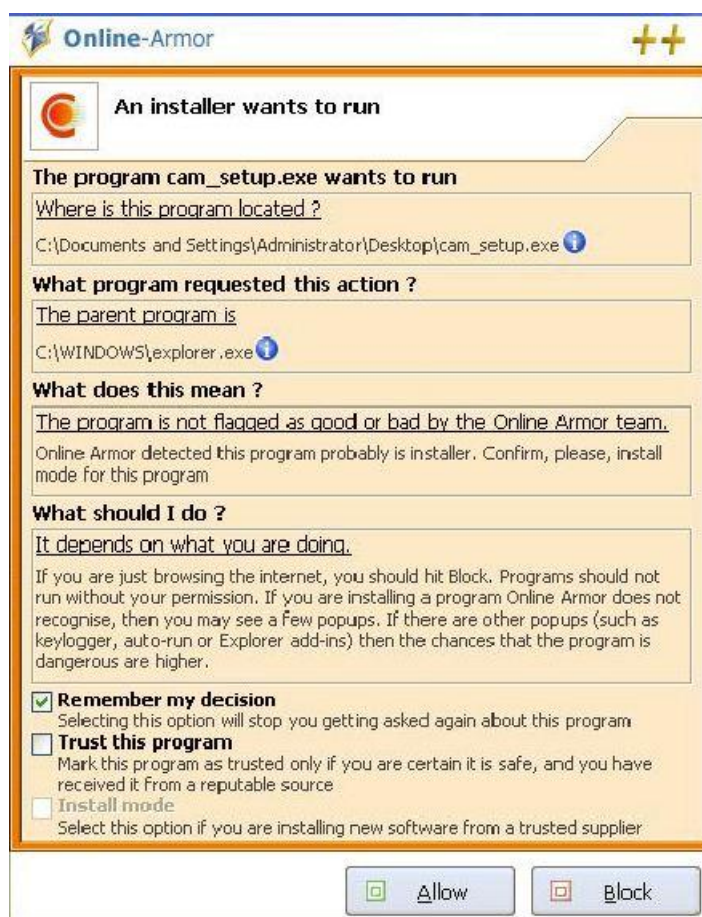 Online-Armor ++
An installer wants to run
The program cam_setup.exe wants to run
Where is this program located ?
C:\Documents and Settings\Administrator\Desktop\cam_setup.exe
What program requested this action ?
The parent program is
C:\WINDOWS\explorer.exe
What does this mean ?
The program is not flagged as good or bad by the Online Armor team.
Online Armor detected this program probably is installer. Confirm, please, install
mode for this program
What should I do ?
It depends on what you are doing.
If you are just browsing the internet, you should hit Block. Programs should not
run without your permission. If you are installing a program Online Armor does not
recognise, then you may see a few popups. If there are other popups (such as
keylogger, auto-run or Explorer add-ins) then the chances that the program is
dangerous are higher.
Remember my decision
Selecting this option will stop you getting asked again about this program
Trust this program
Mark this program as trusted only if you are certain it is safe, and you have
received it from a reputable source
Install mode
Select this option if you are installing new software from a trusted supplier
Allow Block